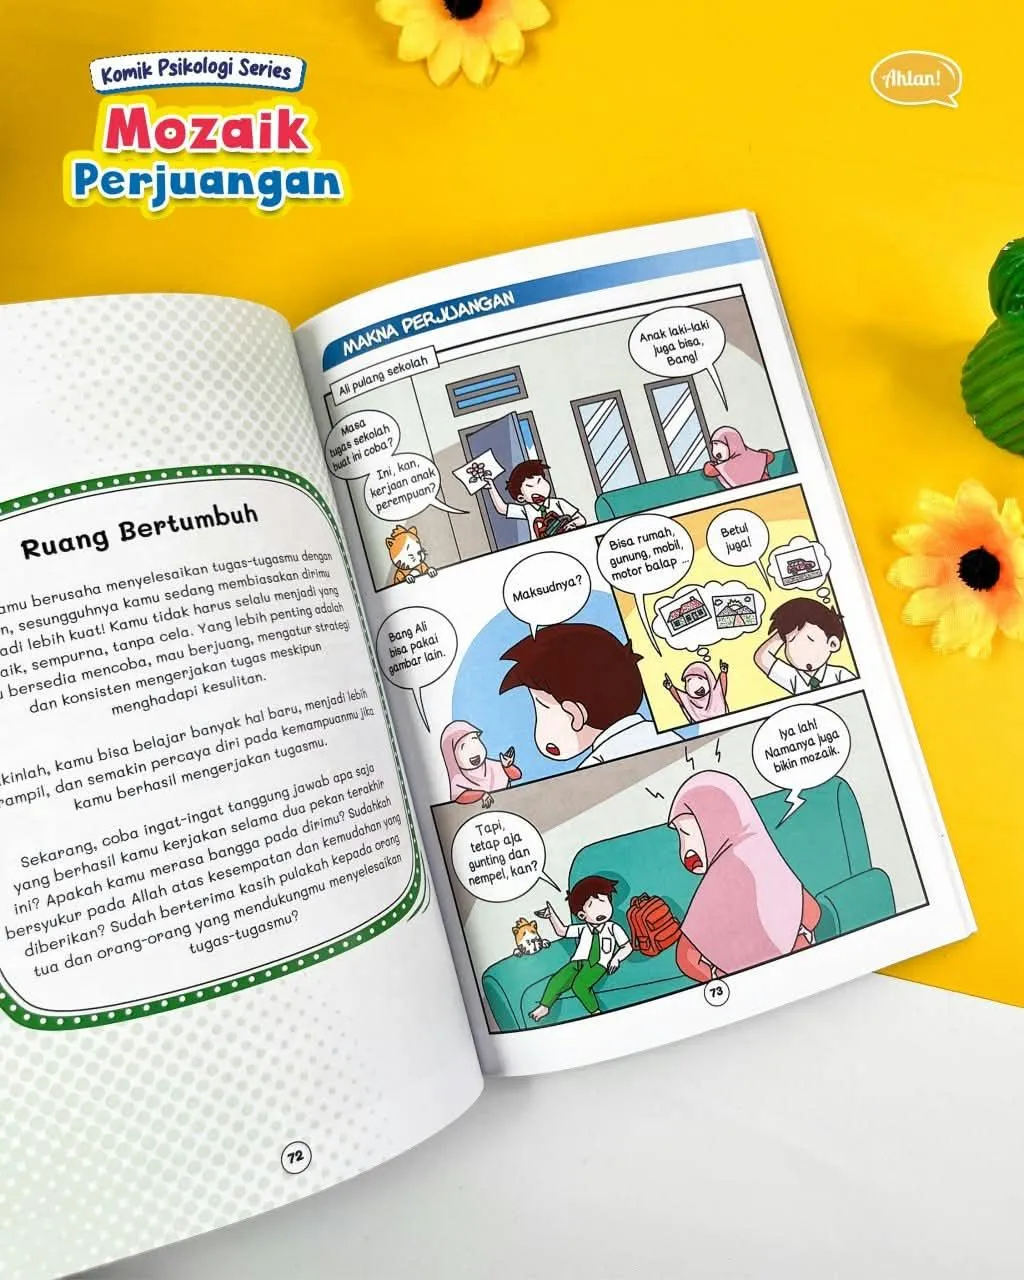 Komik Psikologi Series
Mozaik
Perjuangan
Ahlan!
Ruang Bertumbuh
berusaha menyelesaikan tugas-tugasmu dengan
sesungguhnya kamu sedang membiasakan dirimu
lebih kuat! Kamu tidak harus selalu menjadi yang
sempurna, tanpa cela. Yang lebih penting adalah
bersedia mencoba, mau berjuang, mengatur strategi
dan konsisten mengerjakan tugas meskipun
menghadapi kesulitan.
kamu bisa belajar banyak hal baru, menjadi lebih
dan semakin percaya diri pada kemampuanmu jika
kamu berhasil mengerjakan tugasmu.
Sekarang, coba ingat-ingat tanggung jawab apa saja
yang berhasil kamu kerjakan selama dua pekan terakhir
ini? Apakah kamu merasa bangga pada dirimu? Sudahkah
bersyukur pada Allah atas kesempatan dan kemudahan yang
diberikan? Sudah berterima kasih pulakah kepada orang
tua dan orang-orang yang mendukungmu menyelesaikan
tugas-tugasmu?
72
MAKNA PERJUANGAN
Ali pulang sekolah
Masa
tugas sekolah
buat ini coba?
Ini, kan,
kerjaan anak
perempuan?
Anak laki-laki
juga bisa,
Bang!
Bang Ali
bisa pakai
gambar lain.
Maksudnya?
Bisa rumah,
gunung, mobil,
motor balap ...
Betul
juga!
Tapi,
tetap aja
gunting dan
nempel, kan?
Iya lah!
Namanya juga
bikin mozaik.
73